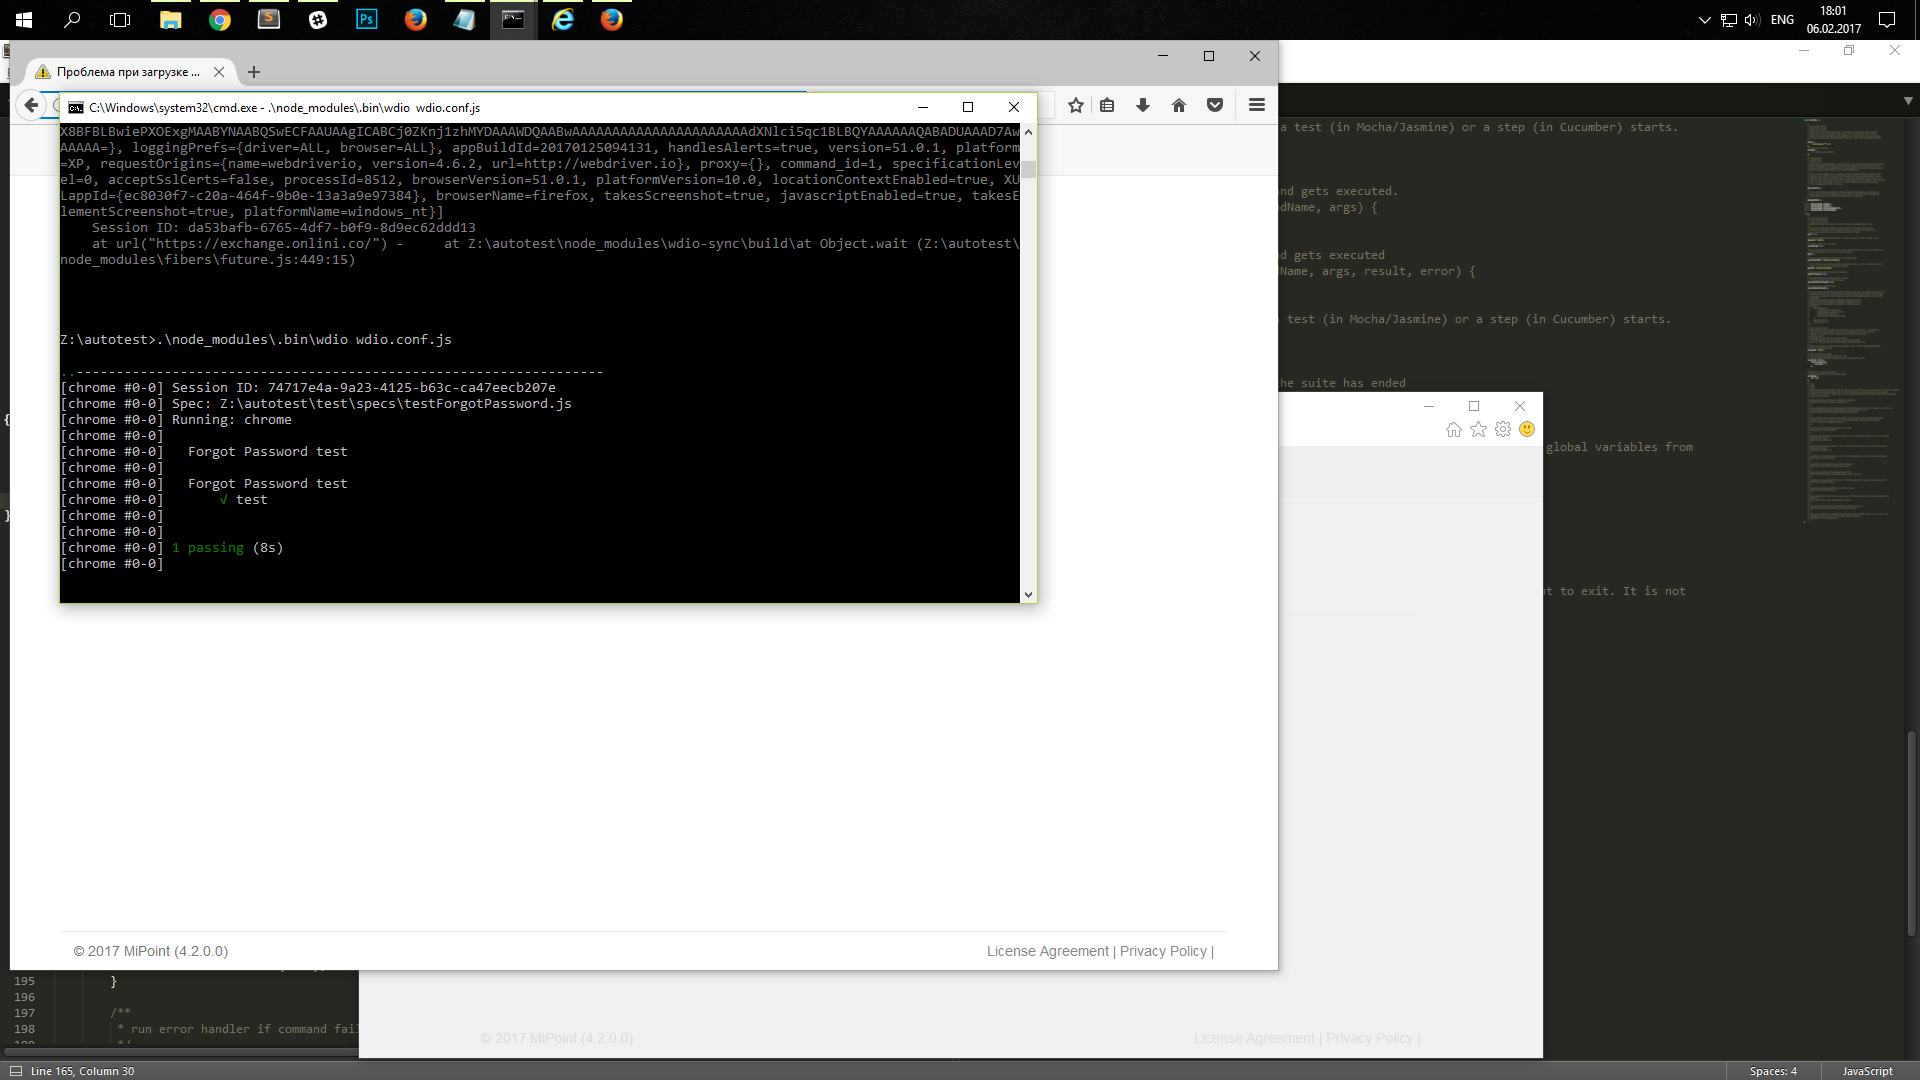 18:01
ENG
06.02.2017
Проблема при загрузке ...
C:\Windows\system32\cmd.exe - .\node_modules\.bin\wdio  wdio.conf.js
AAAAA=}, loggingPrefs={driver=ALL, browser=ALL}, appBuildId=20170125094131, handlesAlerts=true, version=51.0.1, platform
=XP, requestOrigins={name=webdriverio, version=4.6.2, url=http://webdriver.io}, proxy={}, command_id=1, specificationLev
el=0, acceptSslCerts=false, processId=8512, browserVersion=51.0.1, platformVersion=10.0, locationContextEnabled=true, XU
LappId={ec8030f7-c20a-464f-9b0e-13a3a9e97384}, browserName=firefox, takesScreenshot=true, javascriptEnabled=true, takesE
lementScreenshot=true, platformName=windows_nt}]
Session ID: da53bafb-6765-4df7-b0f9-8d9ec62ddd13
at url("https://exchange.onlini.co/") -     at Z:\autotest\node_modules\wdio-sync\build\at Object.wait (Z:\autotest\
node_modules\fibers\future.js:449:15)
Z:\autotest>.\node_modules\.bin\wdio wdio.conf.js
..------------------------------------------------------------------
[chrome #0-0] Session ID: 74717e4a-9a23-4125-b63c-ca47eecb207e
[chrome #0-0] Spec: Z:\autotest\test\specs\testForgotPassword.js
[chrome #0-0] Running: chrome
[chrome #0-0]
[chrome #0-0]   Forgot Password test
[chrome #0-0]
[chrome #0-0]   Forgot Password test
[chrome #0-0]       √ test
[chrome #0-0]
[chrome #0-0]
[chrome #0-0] 1 passing (8s)
[chrome #0-0]
a test (in Mocha/Jasmine) or a step (in Cucumber) starts.
nd gets executed.
ndName, args) {
nd gets executed
ndName, args, result, error) {
test (in Mocha/Jasmine) or a step (in Cucumber) starts.
he suite has ended
global variables from
ut to exit. It is not
{
}
© 2017 MiPoint (4.2.0.0)
License Agreement | Privacy Policy |
195 }
196
197 /**
198 * run error handler if command fail
© 2017 MiPoint (4.2.0.0)
License Agreement | Privacy Policy |
Line 165, Column 30
Spaces: 4
JavaScript